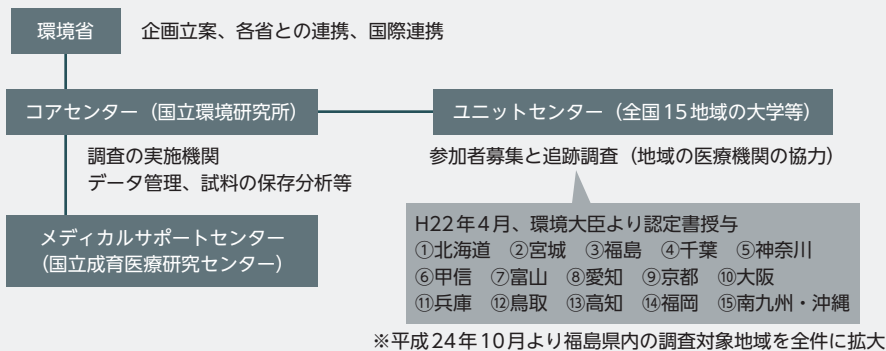 環境省
企画立案、各省との連携、国際連携
コアセンター（国立環境研究所）
ユニットセンター（全国15地域の大学等）
調査の実施機関
データ管理、試料の保存分析等
参加者募集と追跡調査（地域の医療機関の協力）
メディカルサポートセンター
（国立成育医療研究センター）
H22年4月、環境大臣より認定書授与
①北海道 ②宮城 ③福島 ④千葉 ⑤神奈川
⑥甲信 ⑦富山 ⑧愛知 ⑨京都 ⑩大阪
⑪兵庫 ⑫鳥取 ⑬高知 ⑭福岡 ⑮南九州・沖縄
※平成24年10月より福島県内の調査対象地域を全件に拡大